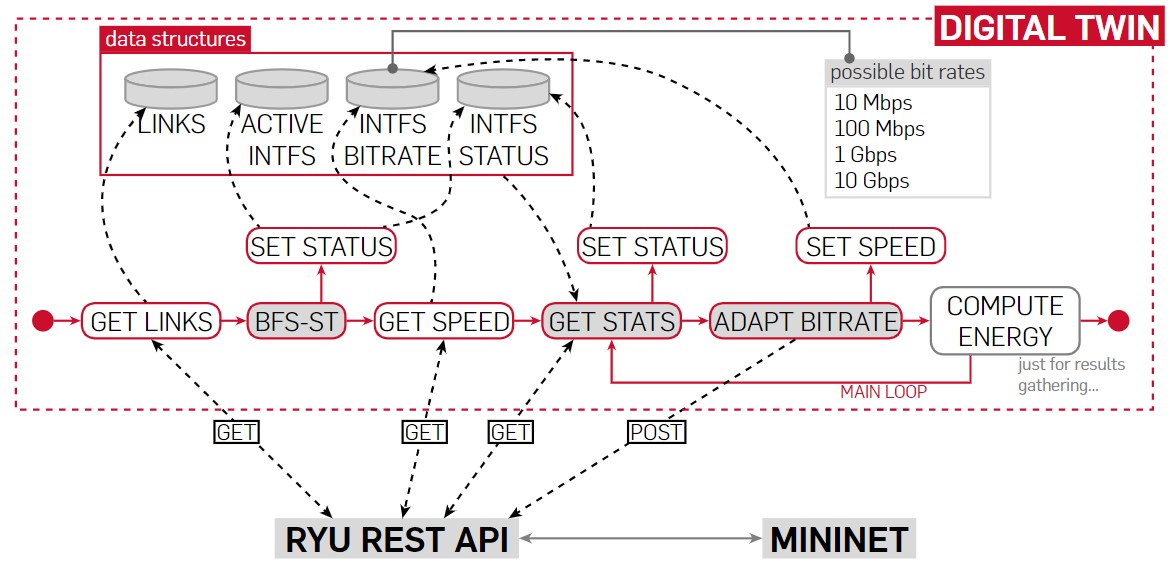 DIGITAL TWIN
data structures
LINKS
ACTIVE
INTFS
INTFS
BITRATE
INTFS
STATUS
possible bit rates
10 Mbps
100 Mbps
1 Gbps
10 Gbps
SET STATUS
SET STATUS
SET SPEED
GET LINKS
BFS-ST
GET SPEED
GET STATS
ADAPT BITRATE
COMPUTE
ENERGY
just for results
gathering...
MAIN LOOP
GET
GET
GET
POST
RYU REST API
MININET